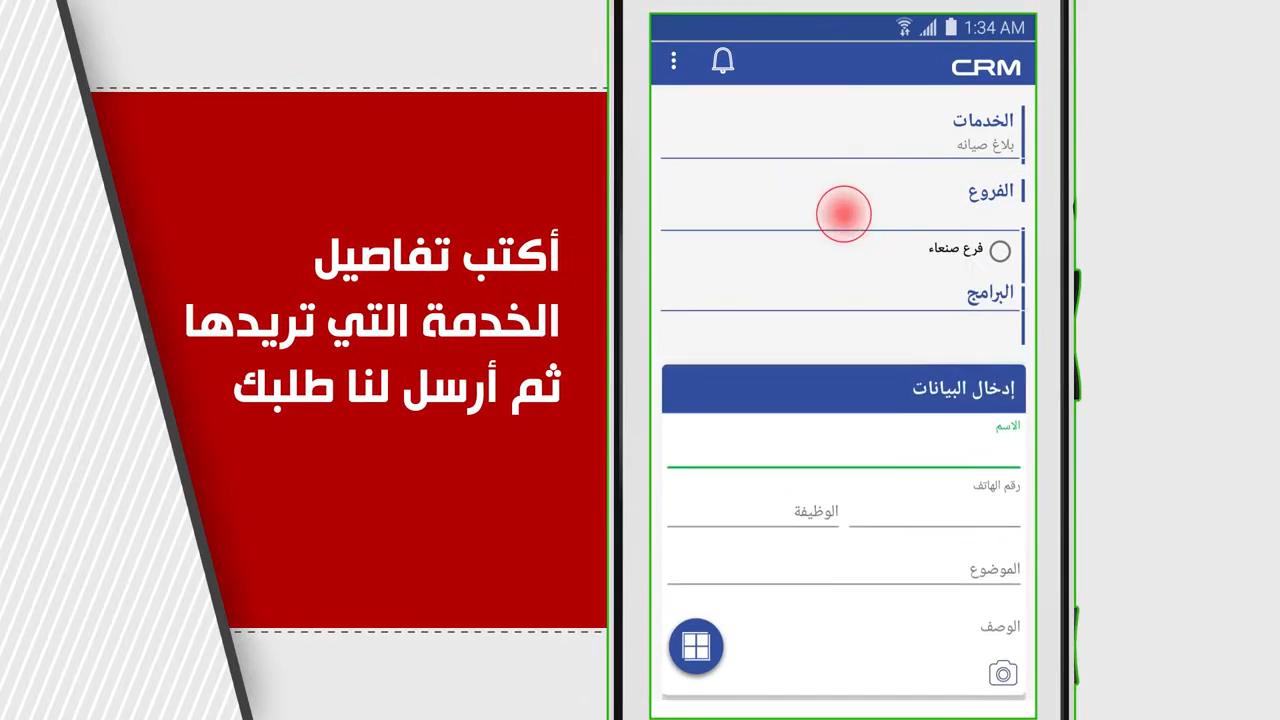 أكتب تفاصيل
الخدمة التي تريدها
ثم أرسل لنا طلبك
1:34 AM
CRM
الخدمات
بلاغ صيانه
الفروع
فرع صنعاء
البرامج
إدخال البيانات
الاسم
رقم الهاتف
الوظيفة
الموضوع
الوصف